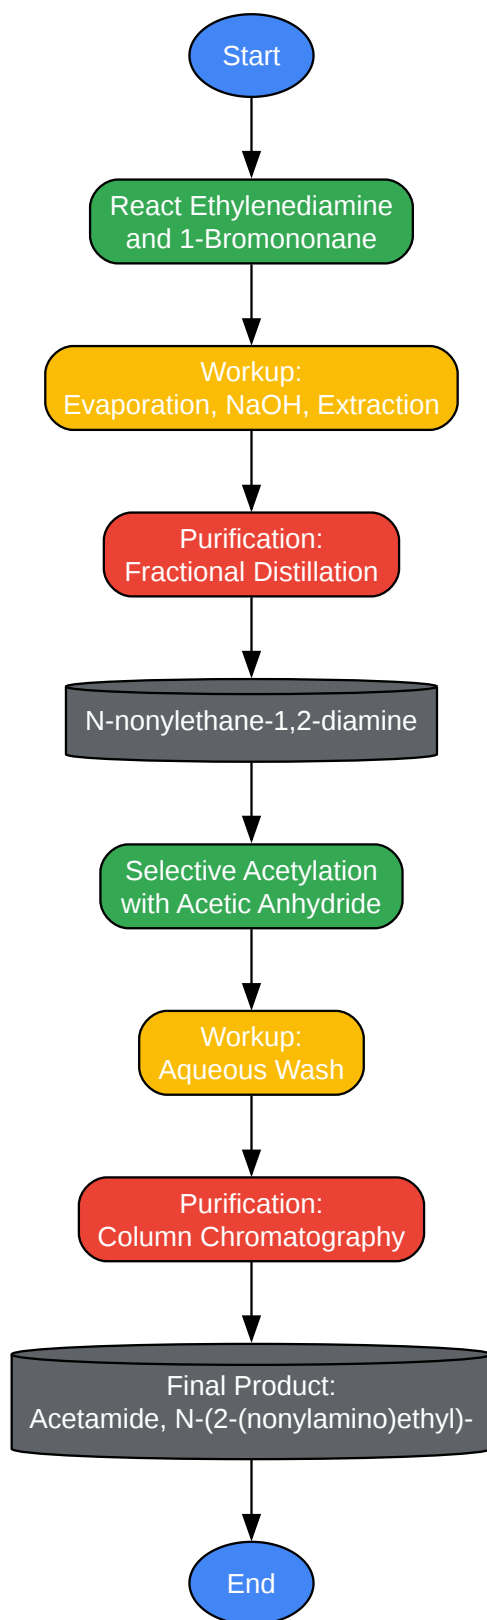 Start
React Ethylenediamine
and 1-Bromononane
Workup:
Evaporation, NaOH, Extraction
Purification:
Fractional Distillation
N-nonylethane-1,2-diamine
Selective Acetylation
with Acetic Anhydride
Workup:
Aqueous Wash
Purification:
Column Chromatography
Final Product:
Acetamide, N-(2-(nonylamino)ethyl)-
End